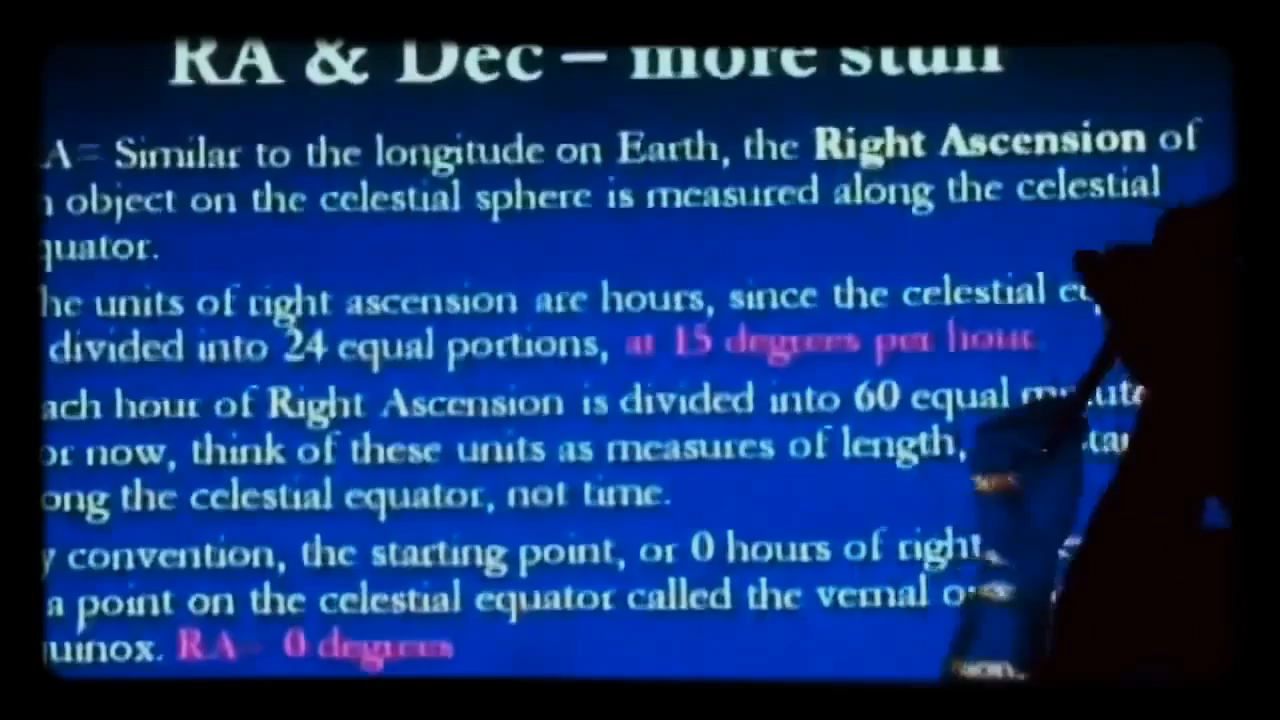 RA & Dec – more stuff
A= Similar to the longitude on Earth, the Right Ascension of
object on the celestial sphere is measured along the celestial
quator.
he units of right ascension are hours, since the celestial
divided into 24 equal portions, at 15 degrees per hour
ach hour of Right Ascension is divided into 60 equal
or now, think of these units as measures of length,
ong the celestial equator, not time.
y convention, the starting point, or 0 hours of right
a point on the celestial equator called the vernal
uinox. RA= 0 degrees